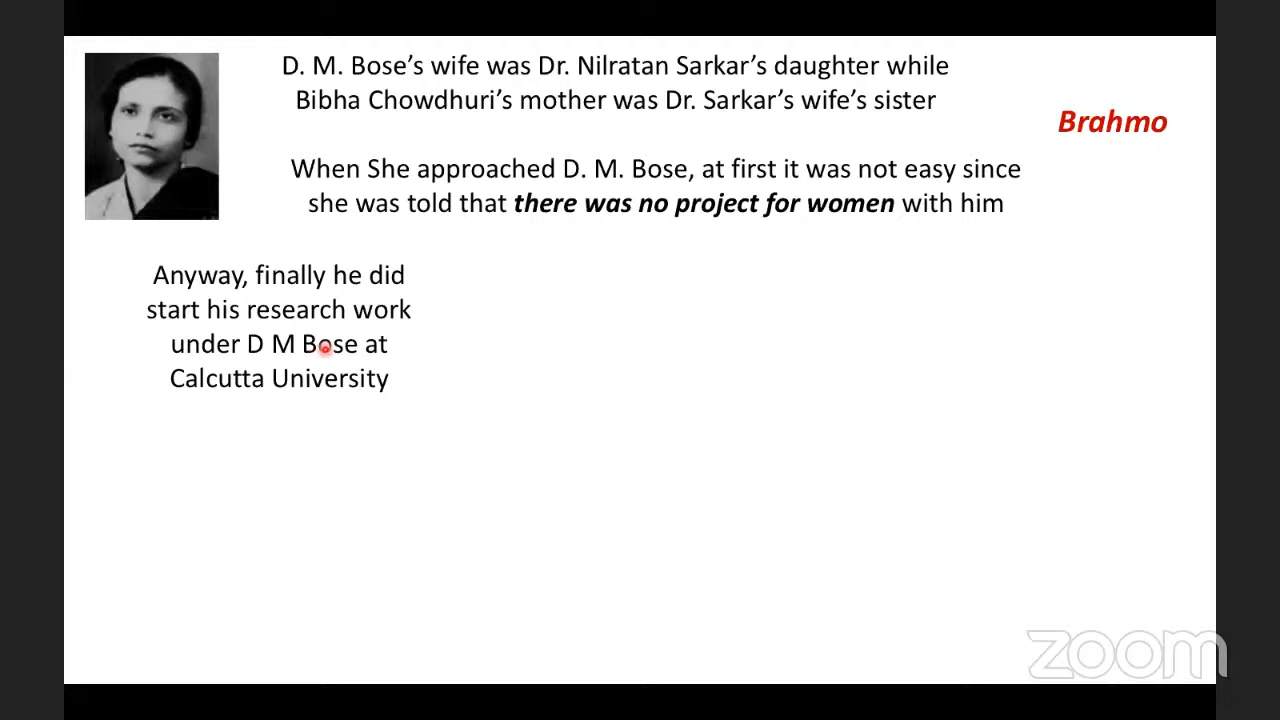 D. M. Bose’s wife was Dr. Nilratan Sarkar’s daughter while
Bibha Chowdhuri’s mother was Dr. Sarkar’s wife’s sister
Brahmo
When She approached D. M. Bose, at first it was not easy since
she was told that there was no project for women with him
Anyway, finally he did
start his research work
under D M Bose at
Calcutta University
zoom